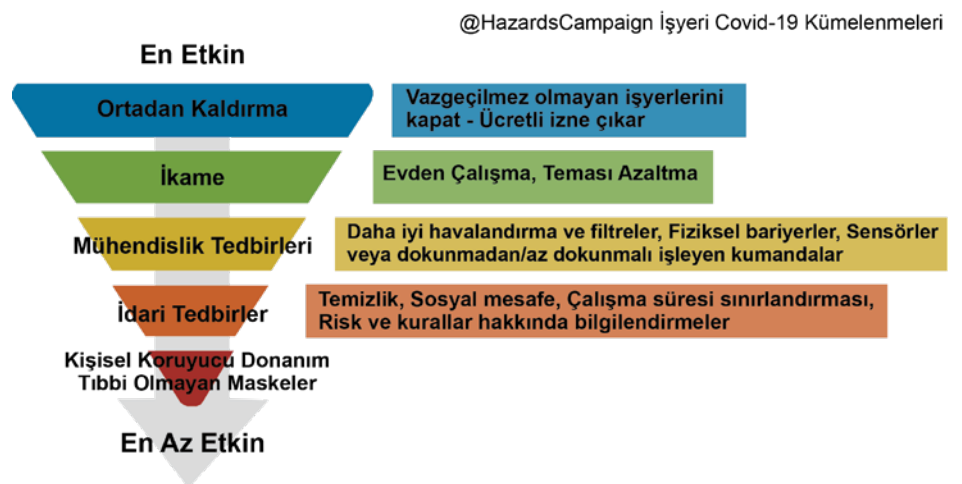 @HazardsCampaign İşyeri Covid-19 Kümelenmeleri
En Etkin
Ortadan Kaldırma
Vazgeçilmez olmayan işyerlerini
kapat - Ücretli izne çıkar
İkame
Evden Çalışma, Teması Azaltma
Mühendislik Tedbirleri
Daha iyi havalandırma ve filtreler, Fiziksel bariyerler, Sensörler
veya dokunmadan/az dokunmalı işleyen kumandalar
İdari Tedbirler
Temizlik, Sosyal mesafe, Çalışma süresi sınırlandırması,
Risk ve kurallar hakkında bilgilendirmeler
Kişisel Koruyucu Donanım
Tıbbi Olmayan Maskeler
En Az Etkin